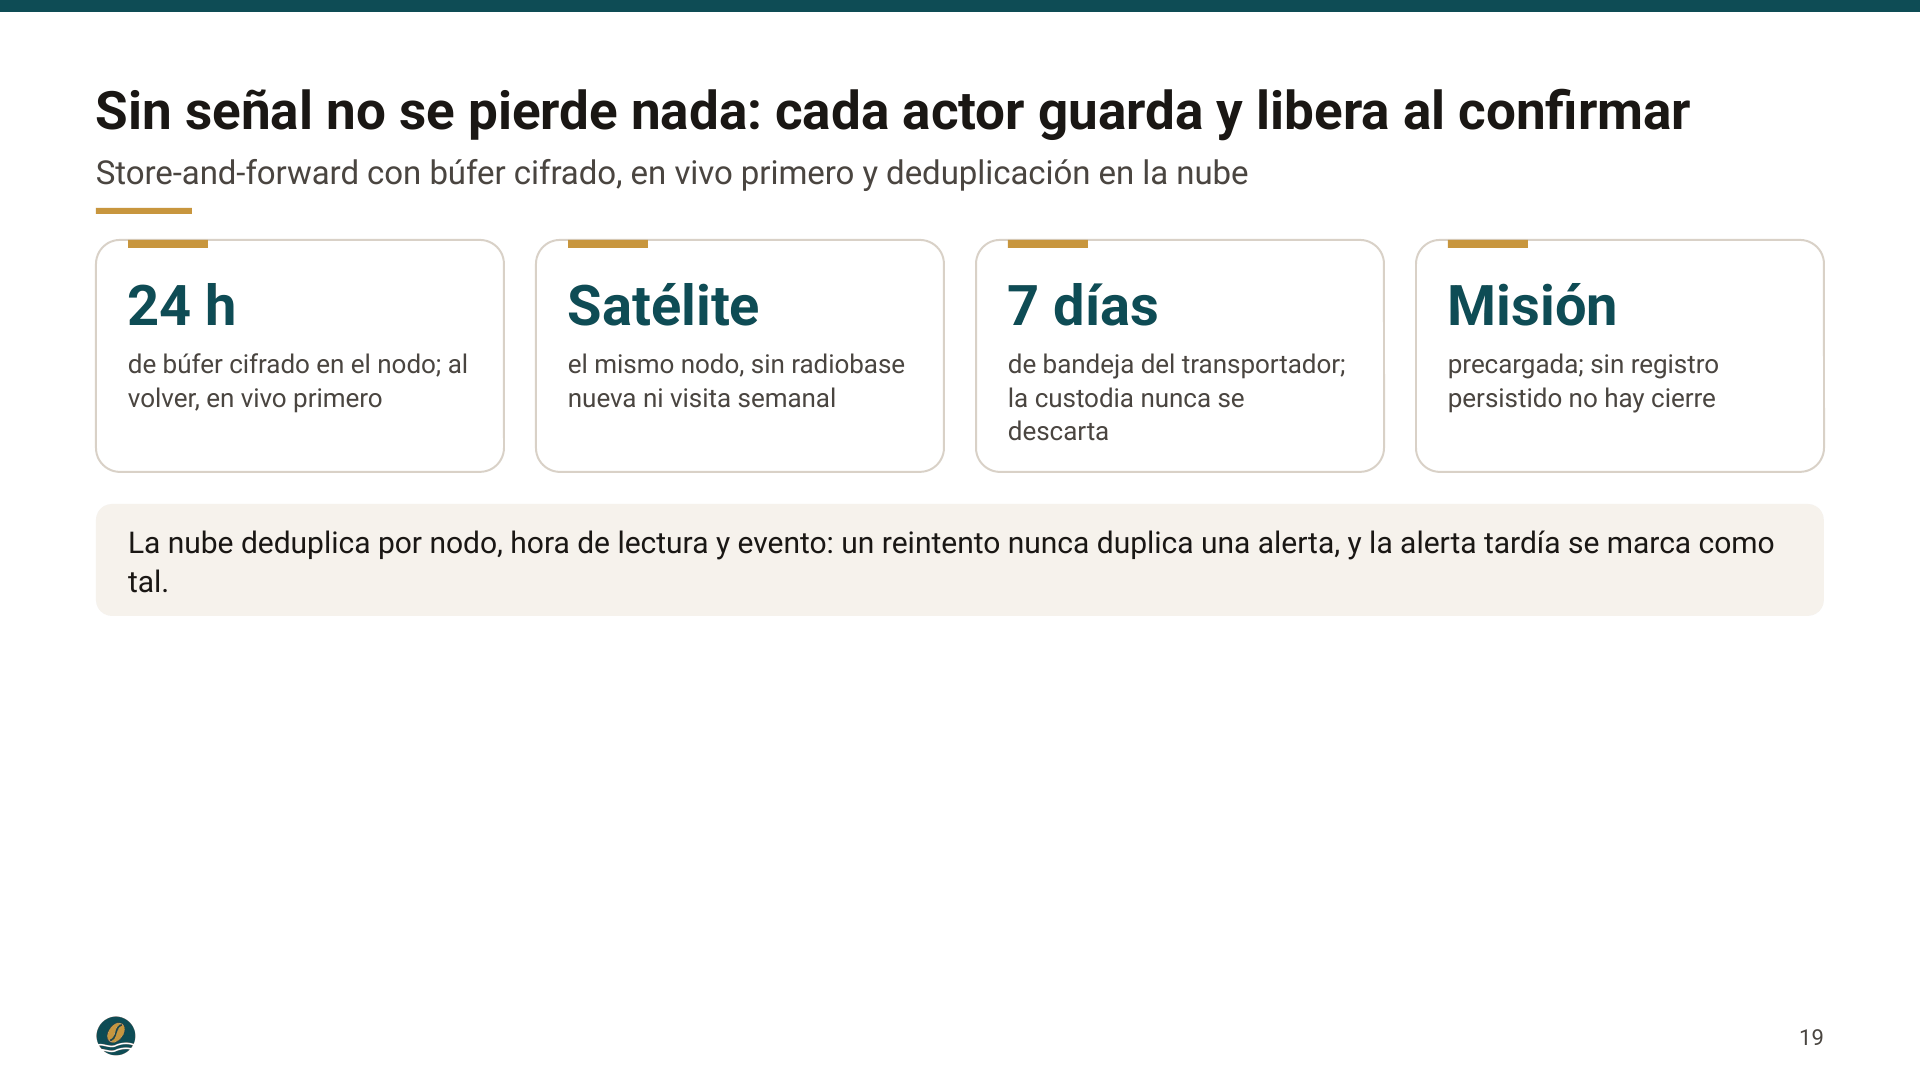 Sin señal no se pierde nada: cada actor guarda y libera al confirmar
Store-and-forward con búfer cifrado, en vivo primero y deduplicación en la nube
24 h
de búfer cifrado en el nodo; al
volver, en vivo primero
Satélite
el mismo nodo, sin radiobase
nueva ni visita semanal
7 días
de bandeja del transportador;
la custodia nunca se
descarta
Misión
precargada; sin registro
persistido no hay cierre
La nube deduplica por nodo, hora de lectura y evento: un reintento nunca duplica una alerta, y la alerta tardía se marca como
tal.
19